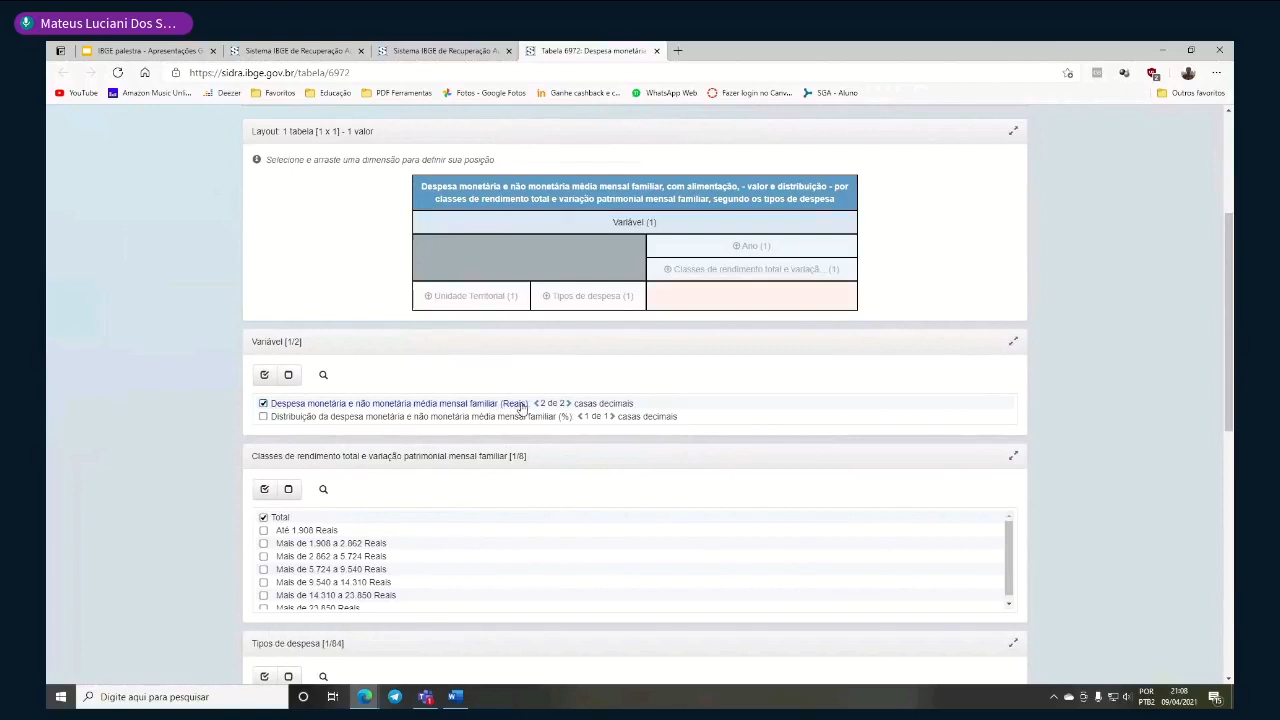 Mateus Luciani Dos S...
IBGE palestra - Apresentações G
Sistema IBGE de Recuperação Au
Sistema IBGE de Recuperação Au
Tabela 6972: Despesa monetária
https://sidra.ibge.gov.br/tabela/6972
YouTube
Amazon Music Unli...
Deezer
Favoritos
Educação
PDF Ferramentas
Fotos - Google Fotos
Ganhe cashback e c...
WhatsApp Web
Fazer login no Canv...
SGA - Aluno
Outros favoritos
Layout: 1 tabela [1 x 1] - 1 valor
Selecione e arraste uma dimensão para definir sua posição
Despesa monetária e não monetária média mensal familiar, com alimentação, - valor e distribuição - por
classes de rendimento total e variação patrimonial mensal familiar, segundo os tipos de despesa
Variável (1)
Ano (1)
Classes de rendimento total e variaçã... (1)
Unidade Territorial (1)
Tipos de despesa (1)
Variável [1/2]
Despesa monetária e não monetária média mensal familiar (Reais) 2 de 2 casas decimais
Distribuição da despesa monetária e não monetária média mensal familiar (%) 1 de 1 casas decimais
Classes de rendimento total e variação patrimonial mensal familiar [1/8]
Total
Até 1.908 Reais
Mais de 1.908 a 2.862 Reais
Mais de 2.862 a 5.724 Reais
Mais de 5.724 a 9.540 Reais
Mais de 9.540 a 14.310 Reais
Mais de 14.310 a 23.850 Reais
Mais de 23.850 Reais
Tipos de despesa [1/84]
Digite aqui para pesquisar
POR
PTB2
21:08
09/04/2021
15